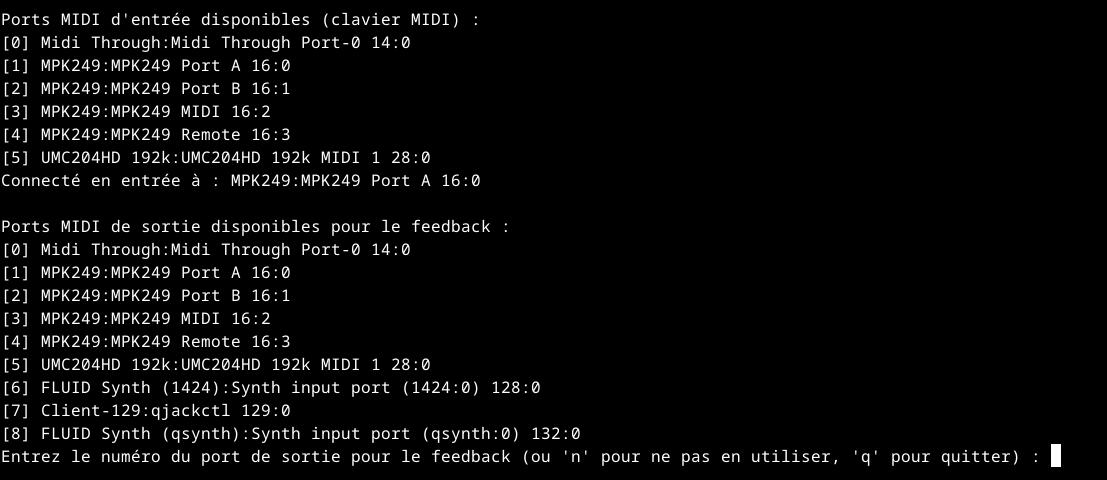 Ports MIDI d'entrée disponibles (clavier MIDI) :
[0] Midi Through:Midi Through Port-0 14:0
[1] MPK249:MPK249 Port A 16:0
[2] MPK249:MPK249 Port B 16:1
[3] MPK249:MPK249 MIDI 16:2
[4] MPK249:MPK249 Remote 16:3
[5] UMC204HD 192k:UMC204HD 192k MIDI 1 28:0
Connecté en entrée à : MPK249:MPK249 Port A 16:0
Ports MIDI de sortie disponibles pour le feedback :
[0] Midi Through:Midi Through Port-0 14:0
[1] MPK249:MPK249 Port A 16:0
[2] MPK249:MPK249 Port B 16:1
[3] MPK249:MPK249 MIDI 16:2
[4] MPK249:MPK249 Remote 16:3
[5] UMC204HD 192k:UMC204HD 192k MIDI 1 28:0
[6] FLUID Synth (1424):Synth input port (1424:0) 128:0
[7] Client-129:qjackctl 129:0
[8] FLUID Synth (qsynth):Synth input port (qsynth:0) 132:0
Entrez le numéro du port de sortie pour le feedback (ou 'n' pour ne pas en utiliser, 'q' pour quitter) :